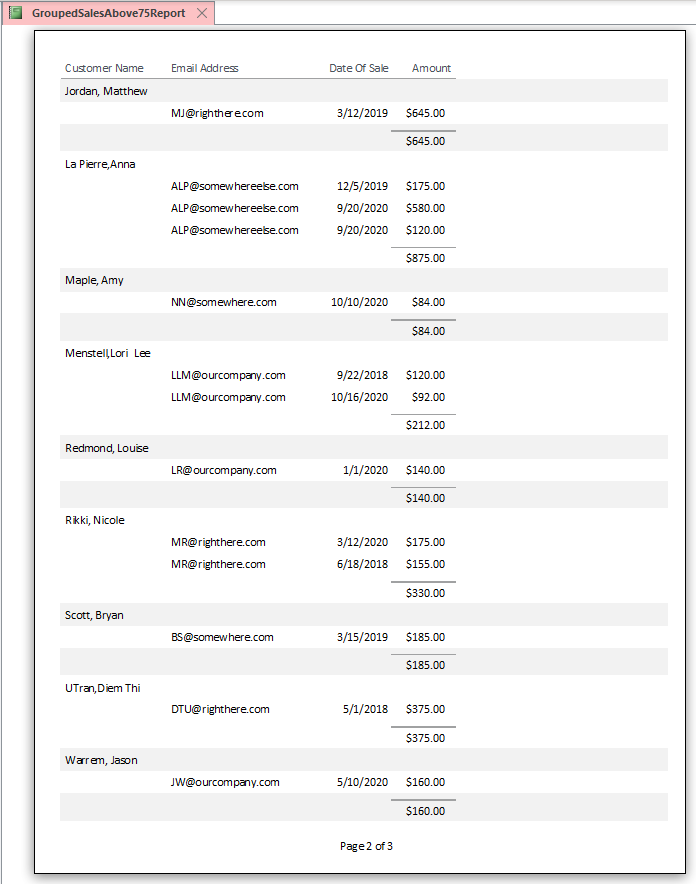 GroupedSalesAbove75Report
Customer Name Email Address Date Of Sale Amount
Jordan, Matthew
MJ@righthere.com 3/12/2019 $645.00
$645.00
La Pierre,Anna
ALP@somewhereelse.com 12/5/2019 $175.00
ALP@somewhereelse.com 9/20/2020 $580.00
ALP@somewhereelse.com 9/20/2020 $120.00
$875.00
Maple, Amy
NN@somewhere.com 10/10/2020 $84.00
$84.00
Menstell,Lori Lee
LLM@ourcompany.com 9/22/2018 $120.00
LLM@ourcompany.com 10/16/2020 $92.00
$212.00
Redmond, Louise
LR@ourcompany.com 1/1/2020 $140.00
$140.00
Rikki, Nicole
MR@righthere.com 3/12/2020 $175.00
MR@righthere.com 6/18/2018 $155.00
$330.00
Scott, Bryan
BS@somewhere.com 3/15/2019 $185.00
$185.00
UTran,Diem Thi
DTU@righthere.com 5/1/2018 $375.00
$375.00
Warrem, Jason
JW@ourcompany.com 5/10/2020 $160.00
$160.00
Page 2 of 3